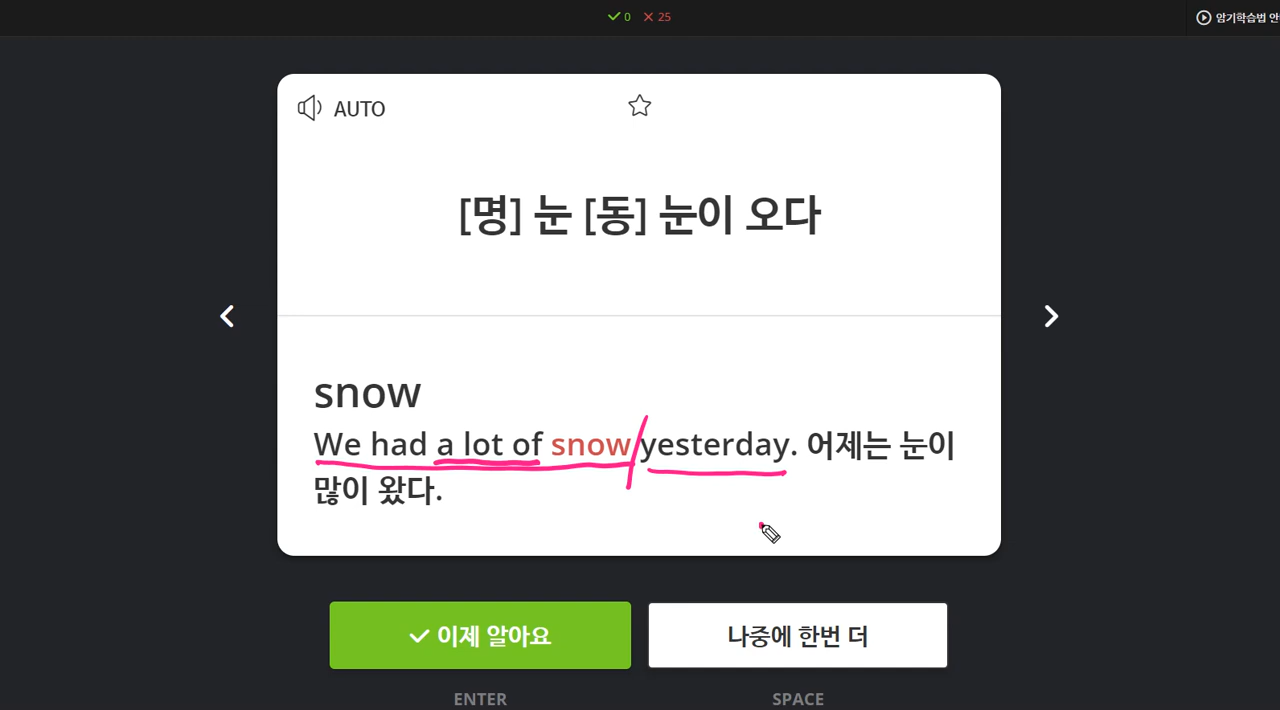 0 25
암기학습법 안
AUTO
[명] 눈 [동] 눈이 오다
snow
We had a lot of snow yesterday. 어제는 눈이
많이 왔다.
이제 알아요
나중에 한번 더
ENTER
SPACE